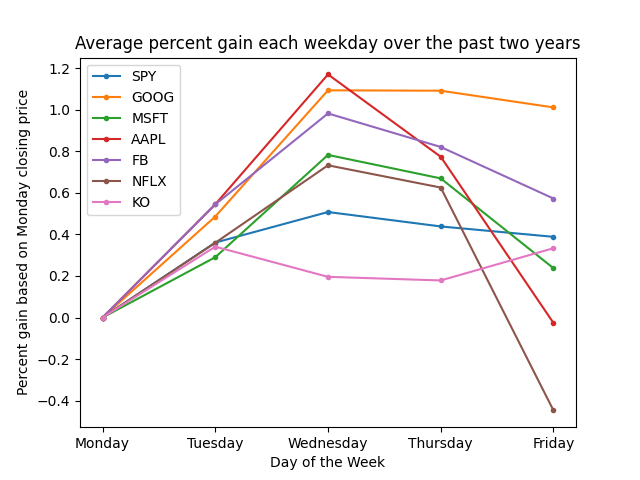 Average percent gain each weekday over the past two years
Percent gain based on Monday closing price
1.2
1.0
0.8
0.6
0.4
0.2
0.0
−0.2
−0.4
SPY
GOOG
MSFT
AAPL
FB
NFLX
KO
Monday Tuesday Wednesday Thursday Friday
Day of the Week